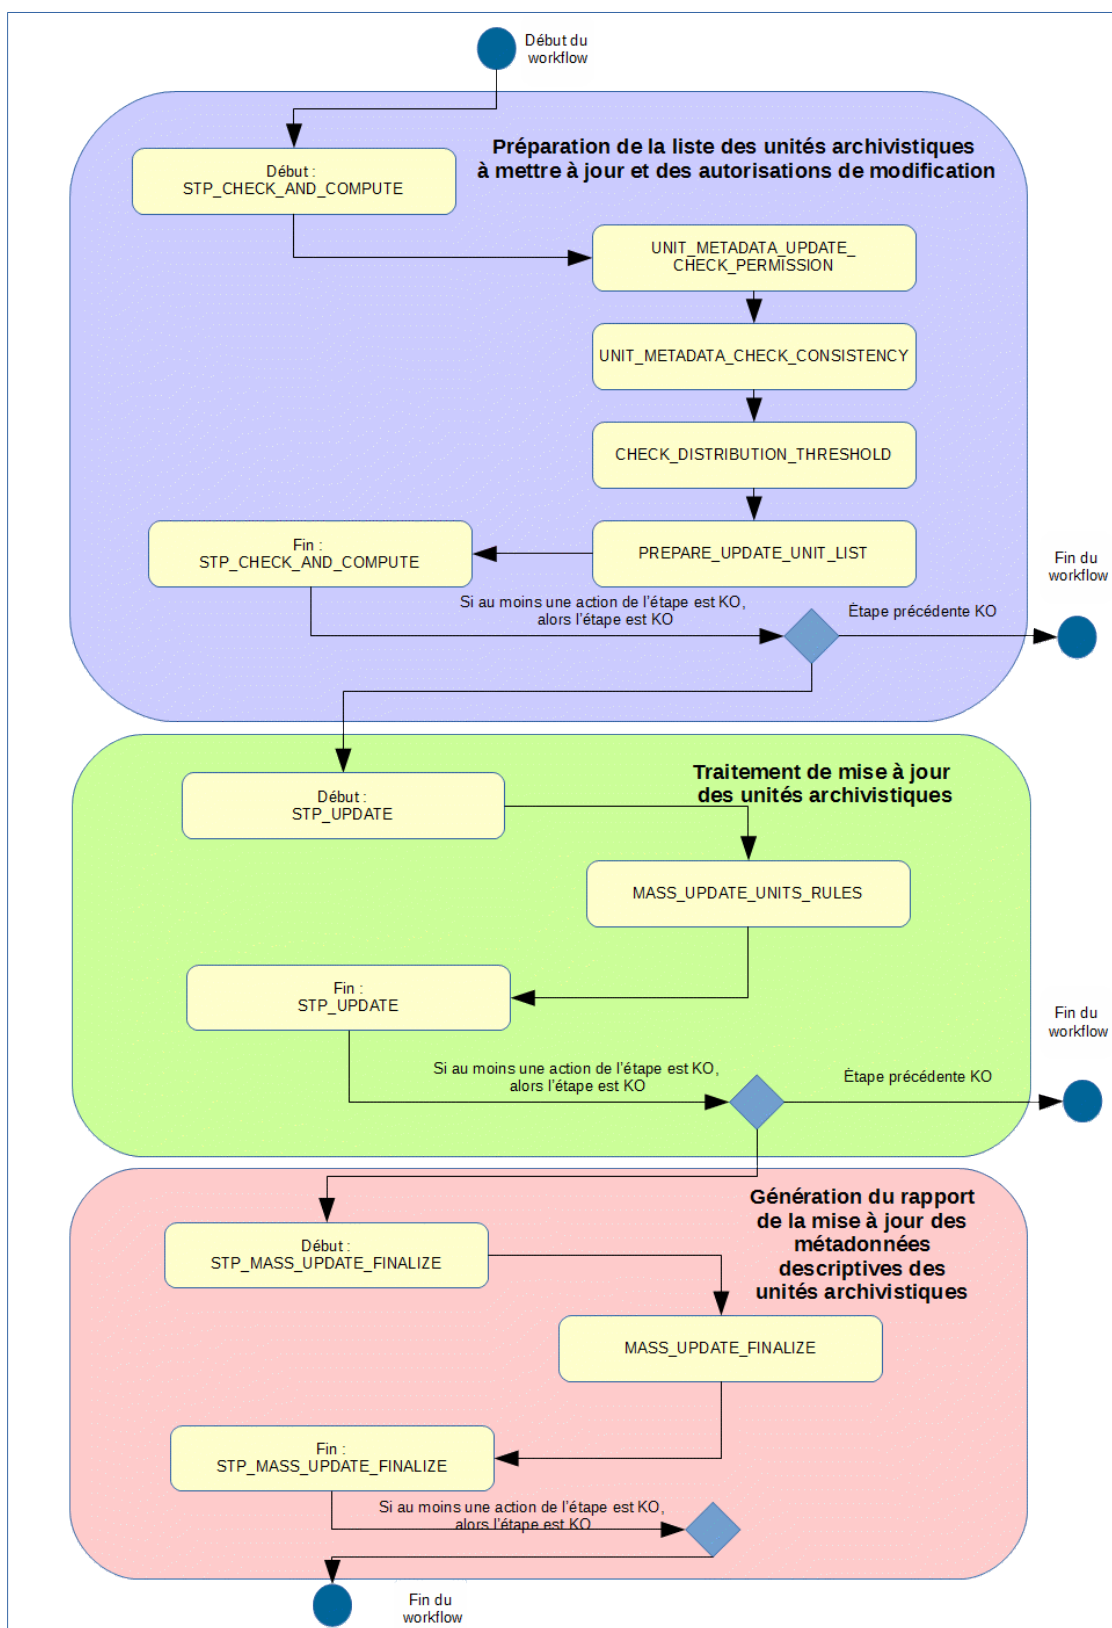 Début du
workflow
Préparation de la liste des unités archivistiques
à mettre à jour et des autorisations de modification
Début :
STP_CHECK_AND_COMPUTE
UNIT_METADATA_UPDATE_
CHECK_PERMISSION
UNIT_METADATA_CHECK_CONSISTENCY
CHECK_DISTRIBUTION_THRESHOLD
PREPARE_UPDATE_UNIT_LIST
Fin :
STP_CHECK_AND_COMPUTE
Si au moins une action de l'étape est KO,
alors l'étape est KO
Étape précédente KO
Fin du
workflow
Traitement de mise à jour
des unités archivistiques
Début :
STP_UPDATE
MASS_UPDATE_UNITS_RULES
Fin :
STP_UPDATE
Si au moins une action de l'étape est KO,
alors l'étape est KO
Étape précédente KO
Fin du
workflow
Génération du rapport
de la mise à jour des
métadonnées
descriptives des
unités archivistiques
Début :
STP_MASS_UPDATE_FINALIZE
MASS_UPDATE_FINALIZE
Fin :
STP_MASS_UPDATE_FINALIZE
Si au moins une action de l'étape est KO,
alors l'étape est KO
Fin du
workflow